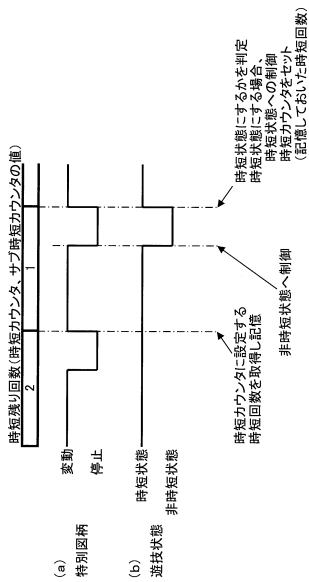 時短残り回数(時短カウンタ、サブ時短カウンタの値)
2
1
(a)
特別図柄
変動
停止
(b)
遊技状態
時短状態
非時短状態
時短カウンタに設定する
時短回数を取得し記憶
非時短状態へ制御
時短状態にするかを判定
時短状態にする場合、
時短状態への制御
時短カウンタをセット
(記憶しておいた時短回数)